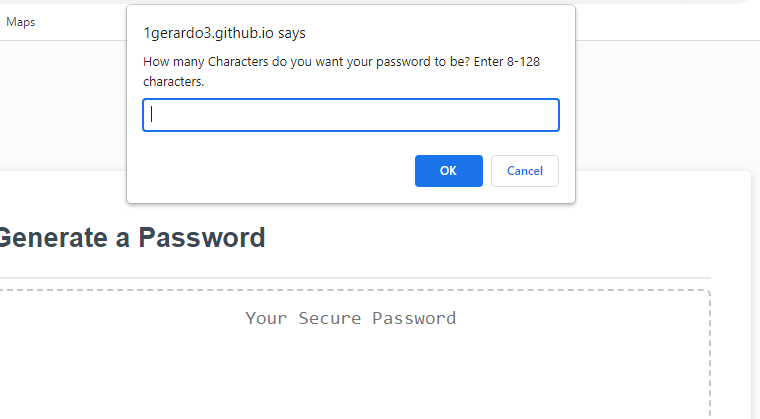 Maps
1gerardo3.github.io says
How many Characters do you want your password to be? Enter 8-128
characters.
OK
Cancel
Generate a Password
Your Secure Password